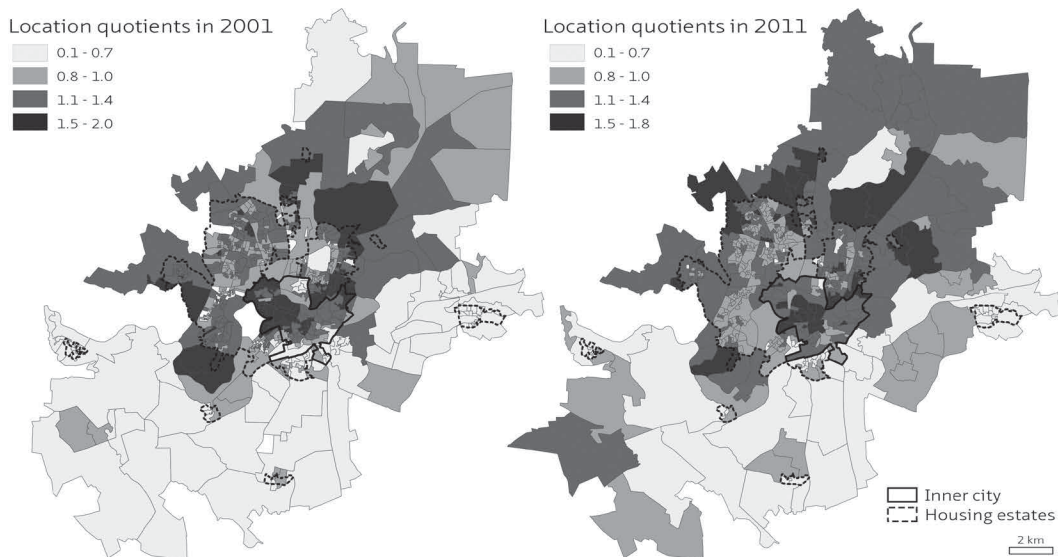 Location quotients in 2001
0.1 - 0.7
0.8 - 1.0
1.1 - 1.4
1.5 - 2.0
Location quotients in 2011
0.1 - 0.7
0.8 - 1.0
1.1 - 1.4
1.5 - 1.8
Inner city
Housing estates
2 km